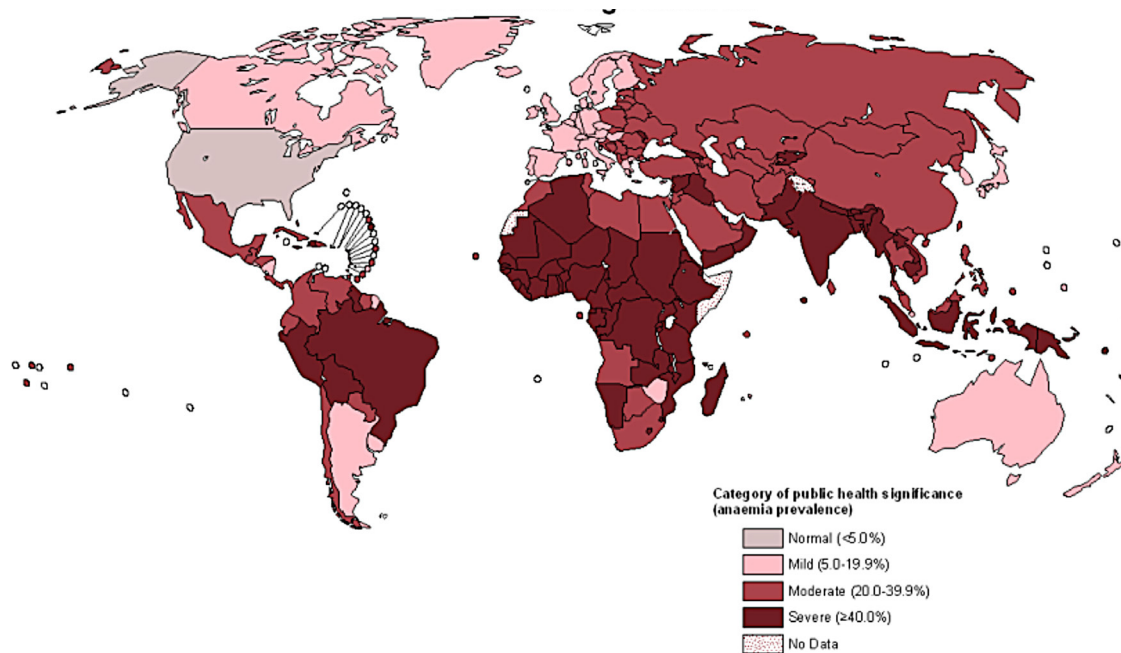 Category of public health significance
(anaemia prevalence)
Normal (<5.0%)
Mild (5.0-19.9%)
Moderate (20.0-39.9%)
Severe (≥40.0%)
No Data